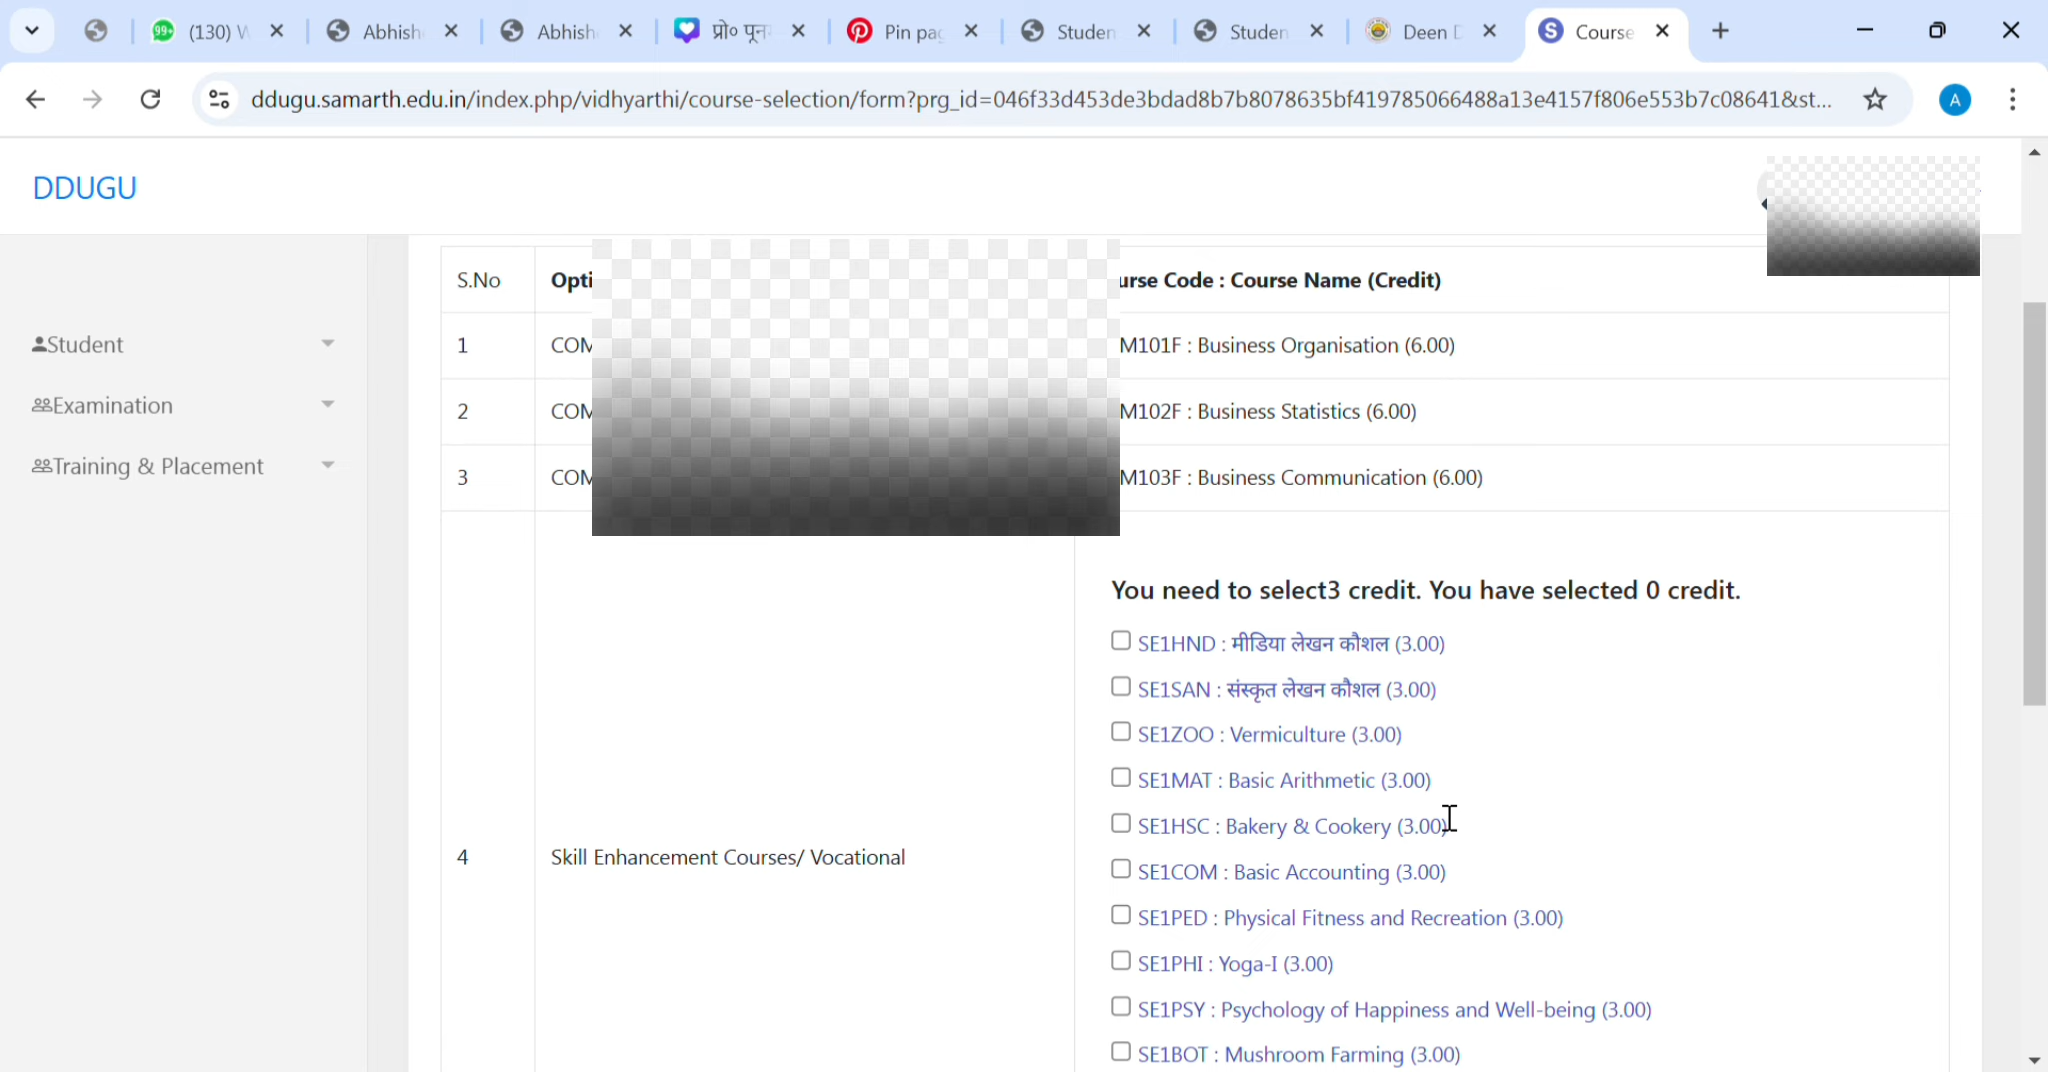 (130) W
Abhish
Abhish
प्रो० पून
Pin pag
Studen
Studen
Deen D
Course
ddugu.samarth.edu.in/index.php/vidhyarthi/course-selection/form?prg_id=046f33d453de3bdad8b7b8078635bf419785066488a13e4157f806e553b7c08641&st...
A
DDUGU
Student
Examination
Training & Placement
S.No Opti urse Code : Course Name (Credit)
1 COM M101F : Business Organisation (6.00)
2 COM M102F : Business Statistics (6.00)
3 COM M103F : Business Communication (6.00)
You need to select3 credit. You have selected 0 credit.
SE1HND : मीडिया लेखन कौशल (3.00)
SE1SAN : संस्कृत लेखन कौशल (3.00)
SE1ZOO : Vermiculture (3.00)
SE1MAT : Basic Arithmetic (3.00)
SE1HSC : Bakery & Cookery (3.00)
4 Skill Enhancement Courses/ Vocational
SE1COM : Basic Accounting (3.00)
SE1PED : Physical Fitness and Recreation (3.00)
SE1PHI : Yoga-I (3.00)
SE1PSY : Psychology of Happiness and Well-being (3.00)
SE1BOT : Mushroom Farming (3.00)